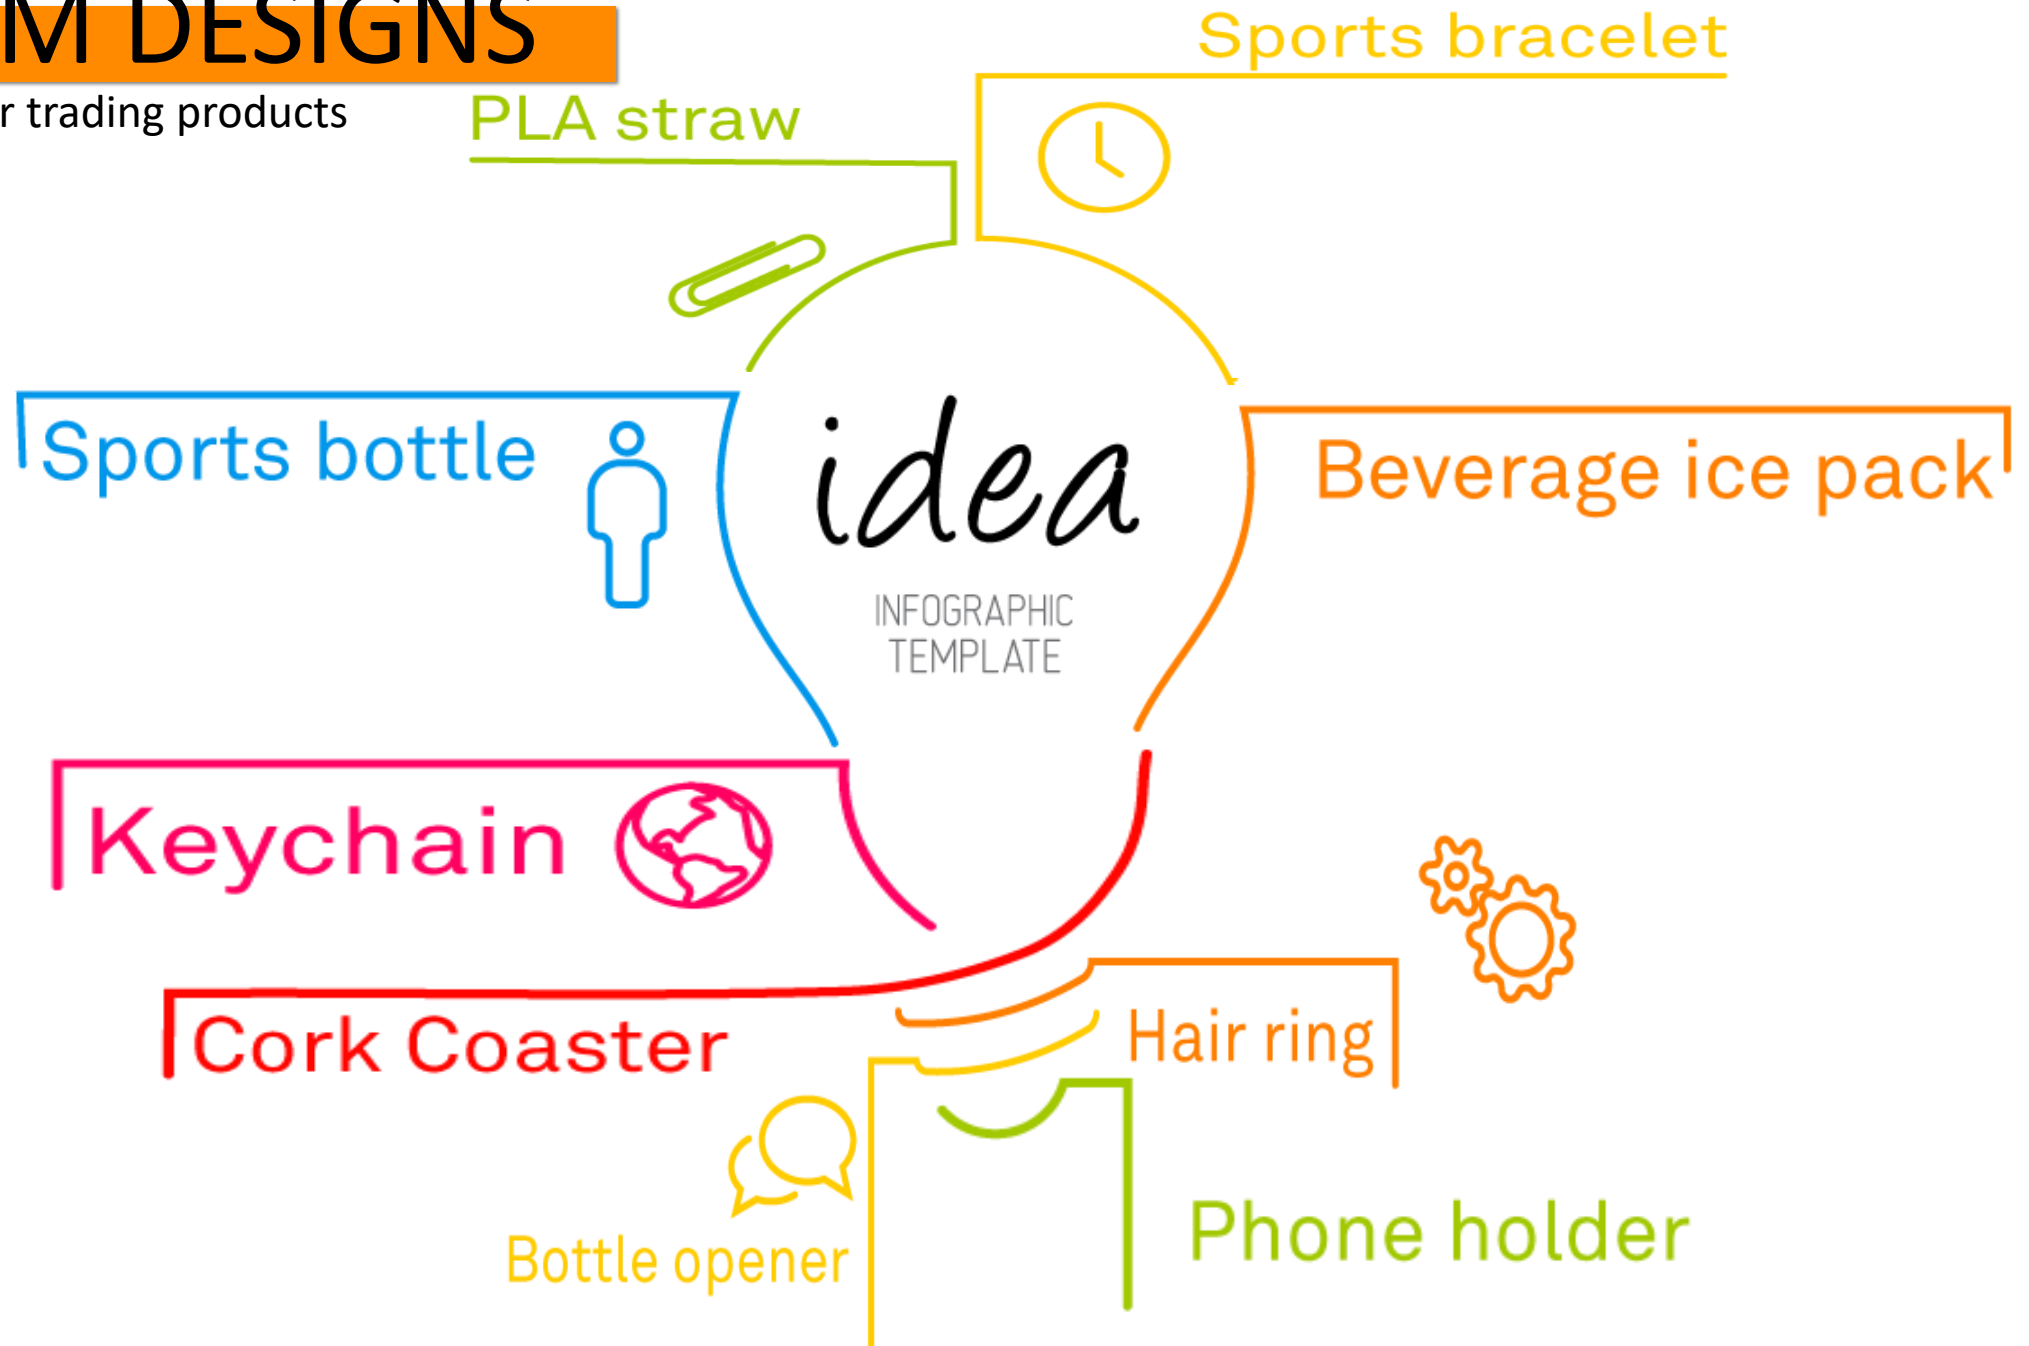 M DESIGNS
r trading products
Sports bracelet
PLA straw
Sports bottle
idea
Beverage ice pack
INFOGRAPHIC
TEMPLATE
Keychain
Cork Coaster
Hair ring
Phone holder
Bottle opener